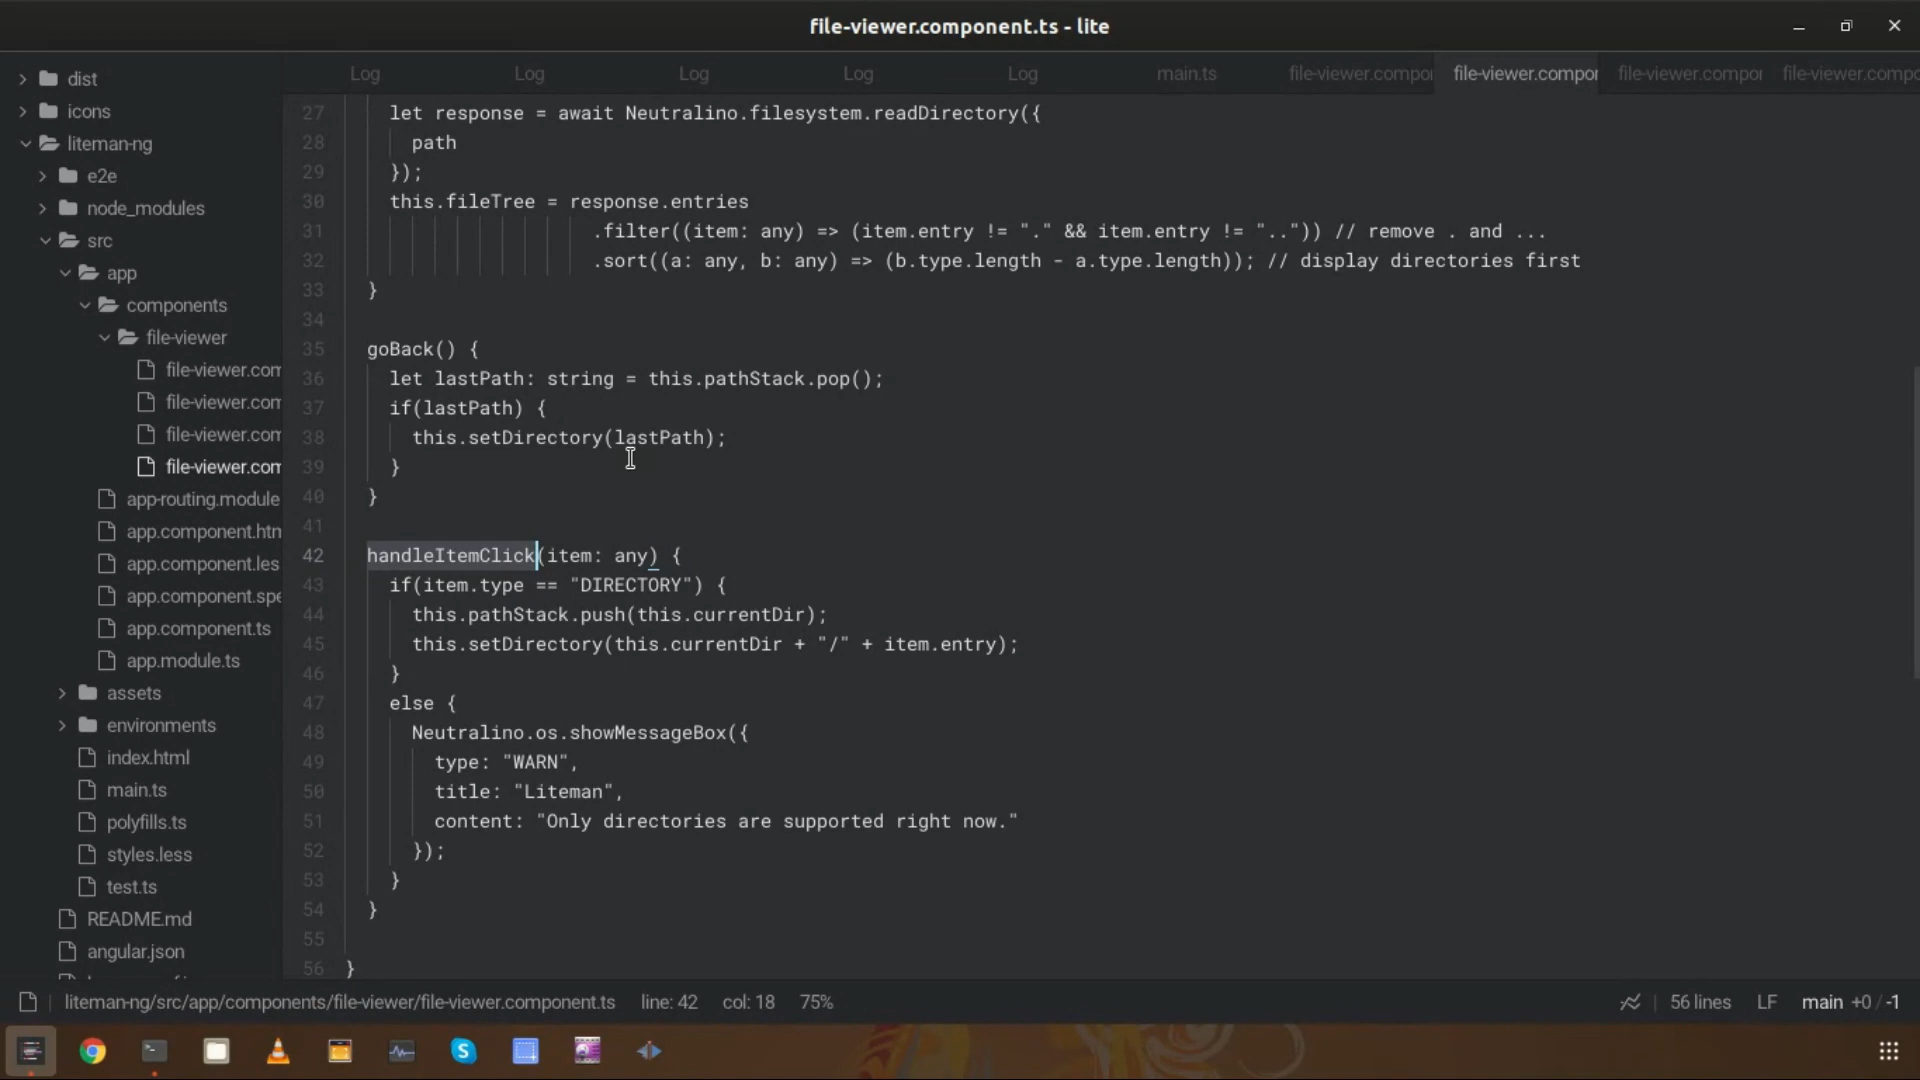 file-viewer.component.ts - lite
dist
icons
liteman-ng
e2e
node_modules
src
app
components
file-viewer
file-viewer.com
file-viewer.com
file-viewer.com
file-viewer.com
app-routing.module
app.component.htm
app.component.les
app.component.spe
app.component.ts
app.module.ts
assets
environments
index.html
main.ts
polyfills.ts
styles.less
test.ts
README.md
angular.json
Log Log Log Log Log main.ts file-viewer.compor file-viewer.compor file-viewer.compor file-viewer.compo
27 let response = await Neutralino.filesystem.readDirectory({
28 path
29 });
30 this.fileTree = response.entries
31 .filter((item: any) => (item.entry != "." && item.entry != "..")) // remove . and ...
32 .sort((a: any, b: any) => (b.type.length - a.type.length)); // display directories first
33 }
34
35 goBack() {
36 let lastPath: string = this.pathStack.pop();
37 if(lastPath) {
38 this.setDirectory(lastPath);
39 }
40 }
41
42 handleItemClick(item: any) {
43 if(item.type == "DIRECTORY") {
44 this.pathStack.push(this.currentDir);
45 this.setDirectory(this.currentDir + "/" + item.entry);
46 }
47 else {
48 Neutralino.os.showMessageBox({
49 type: "WARN",
50 title: "Liteman",
51 content: "Only directories are supported right now."
52 });
53 }
54 }
55
56 }
liteman-ng/src/app/components/file-viewer/file-viewer.component.ts line: 42 col: 18 75% 56 lines LF main +0 / -1